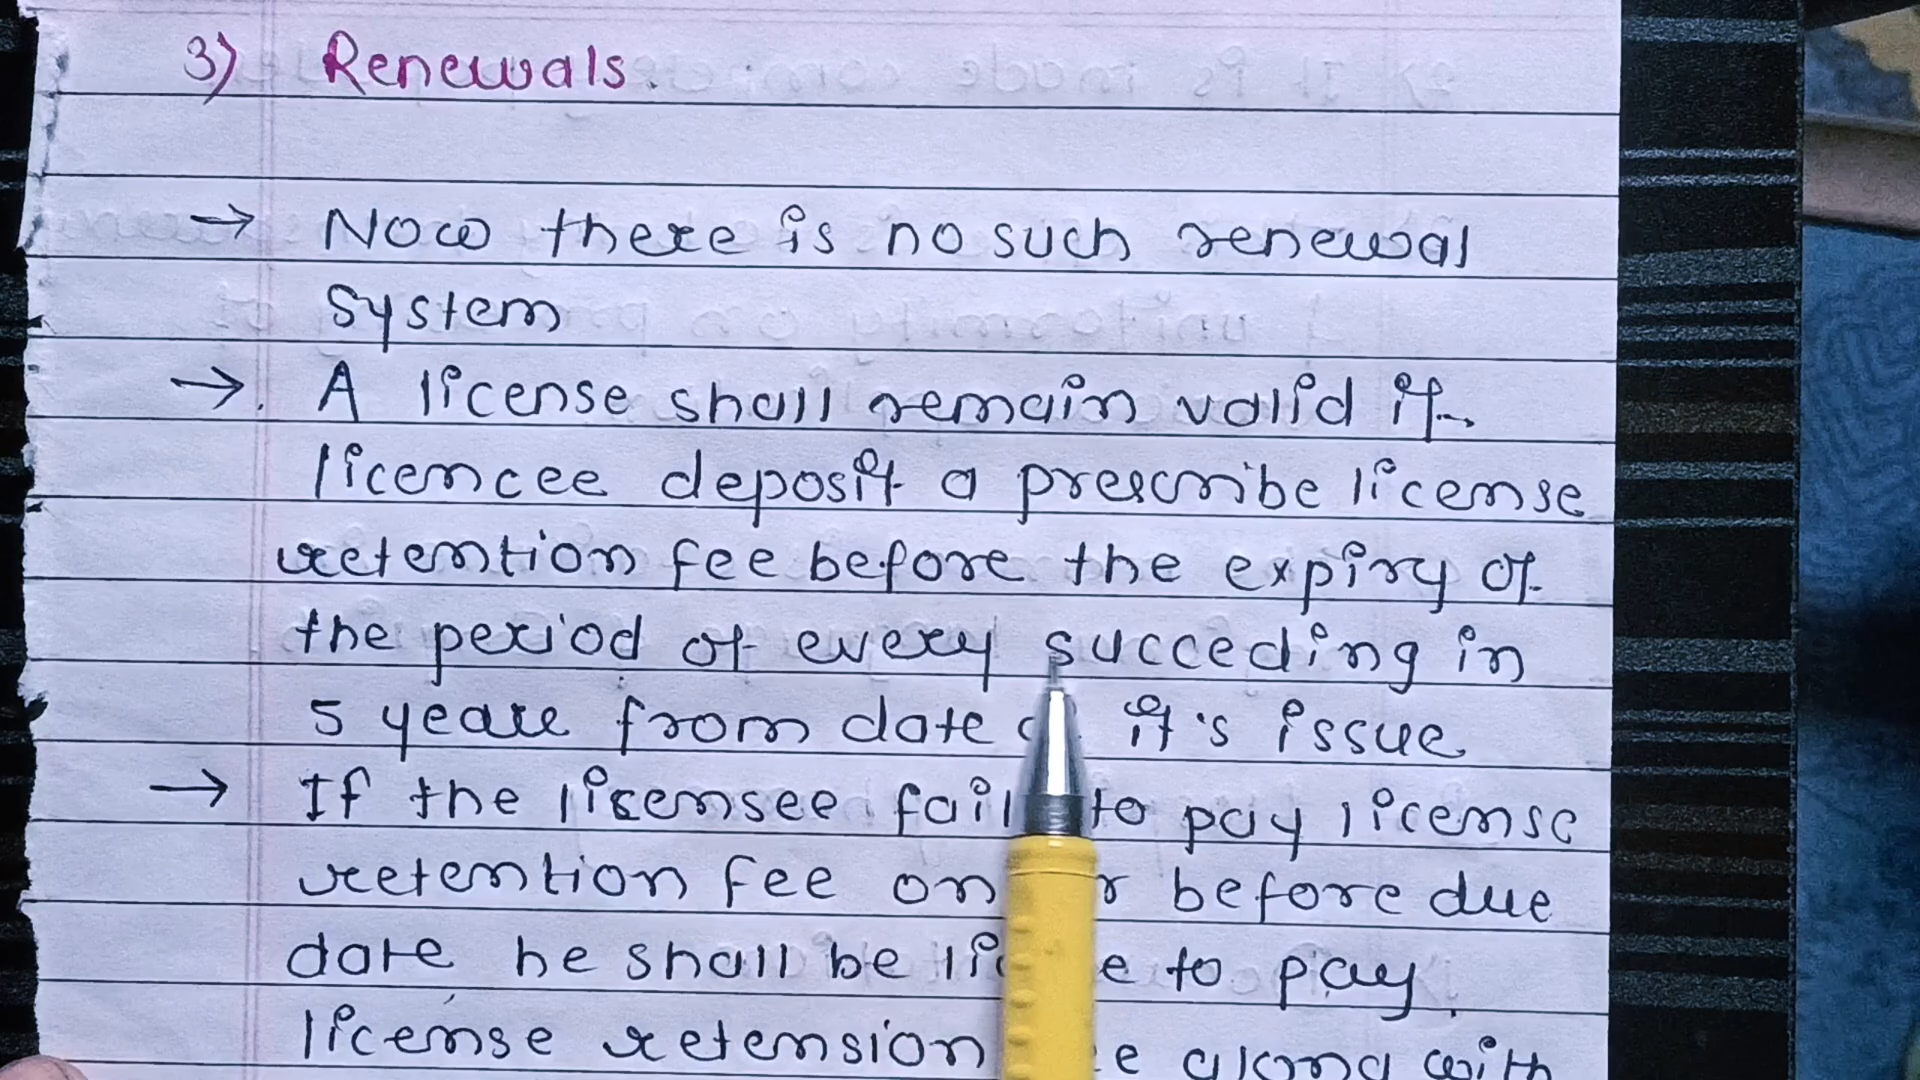 3) Renewals.
→ Now there is no such renewal
system
→. A license shall remain valid if
licencee deposit a prescribe license
retention fee before the expiry of
the period of every succeding in
5 yeare from date it's issue
→ If the lisensee fail to pay license
retention fee on before due
date he shall be to pay
license retension along with